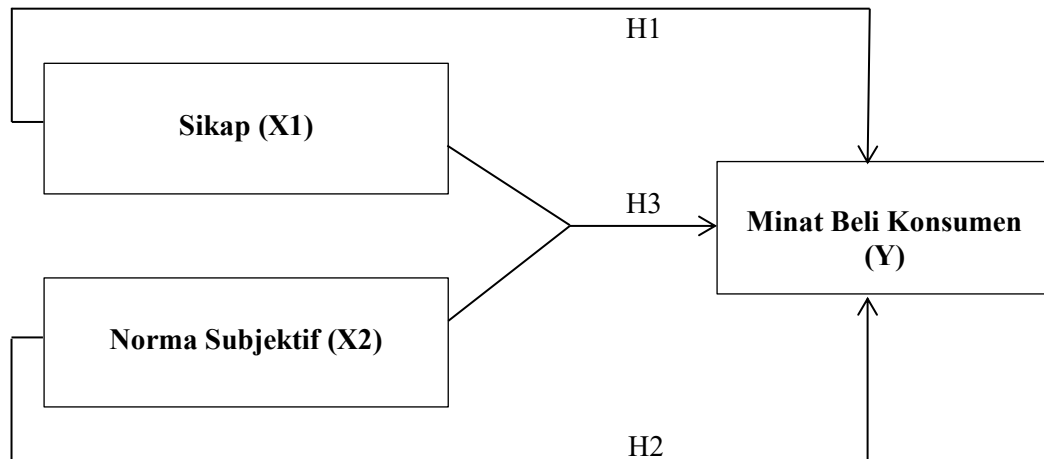 H1
Sikap (X1)
H3
Minat Beli Konsumen
(Y)
Norma Subjektif (X2)
H2